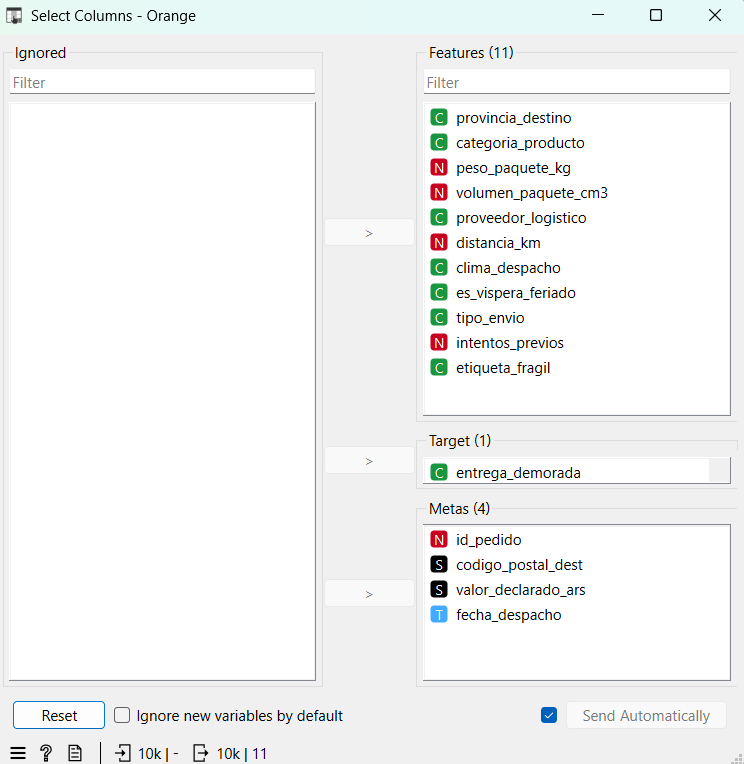 Select Columns - Orange
Ignored
Filter
>
>
>
Features (11)
Filter
C provincia_destino
C categoria_producto
N peso_paquete_kg
N volumen_paquete_cm3
C proveedor_logistico
N distancia_km
C clima_despacho
C es_vispera_feriado
C tipo_envio
N intentos_previos
C etiqueta_fragil
Target (1)
C entrega_demorada
Metas (4)
N id_pedido
S codigo_postal_dest
S valor_declarado_ars
T fecha_despacho
Reset
Ignore new variables by default
Send Automatically
? 10k | - 10k | 11